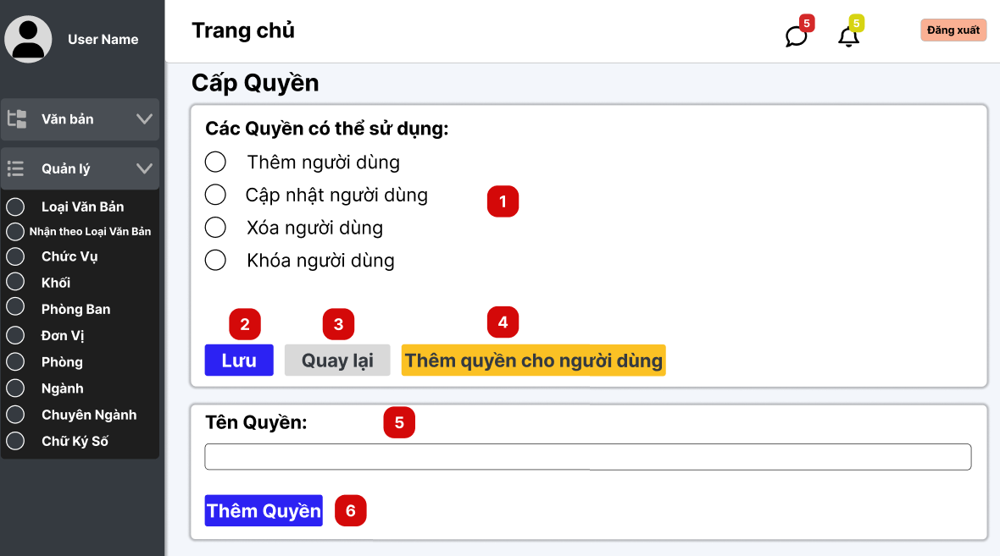 User Name
Trang chủ
5
5
Đăng xuất
Văn bản
Quản lý
Loại Văn Bản
Nhận theo Loại Văn Bản
Chức Vụ
Khối
Phòng Ban
Đơn Vị
Phòng
Ngành
Chuyên Ngành
Chữ Ký Số
Cấp Quyền
Các Quyền có thể sử dụng:
Thêm người dùng
Cập nhật người dùng
1
Xóa người dùng
Khóa người dùng
2
3
4
Lưu
Quay lại
Thêm quyền cho người dùng
Tên Quyền:
5
Thêm Quyền
6